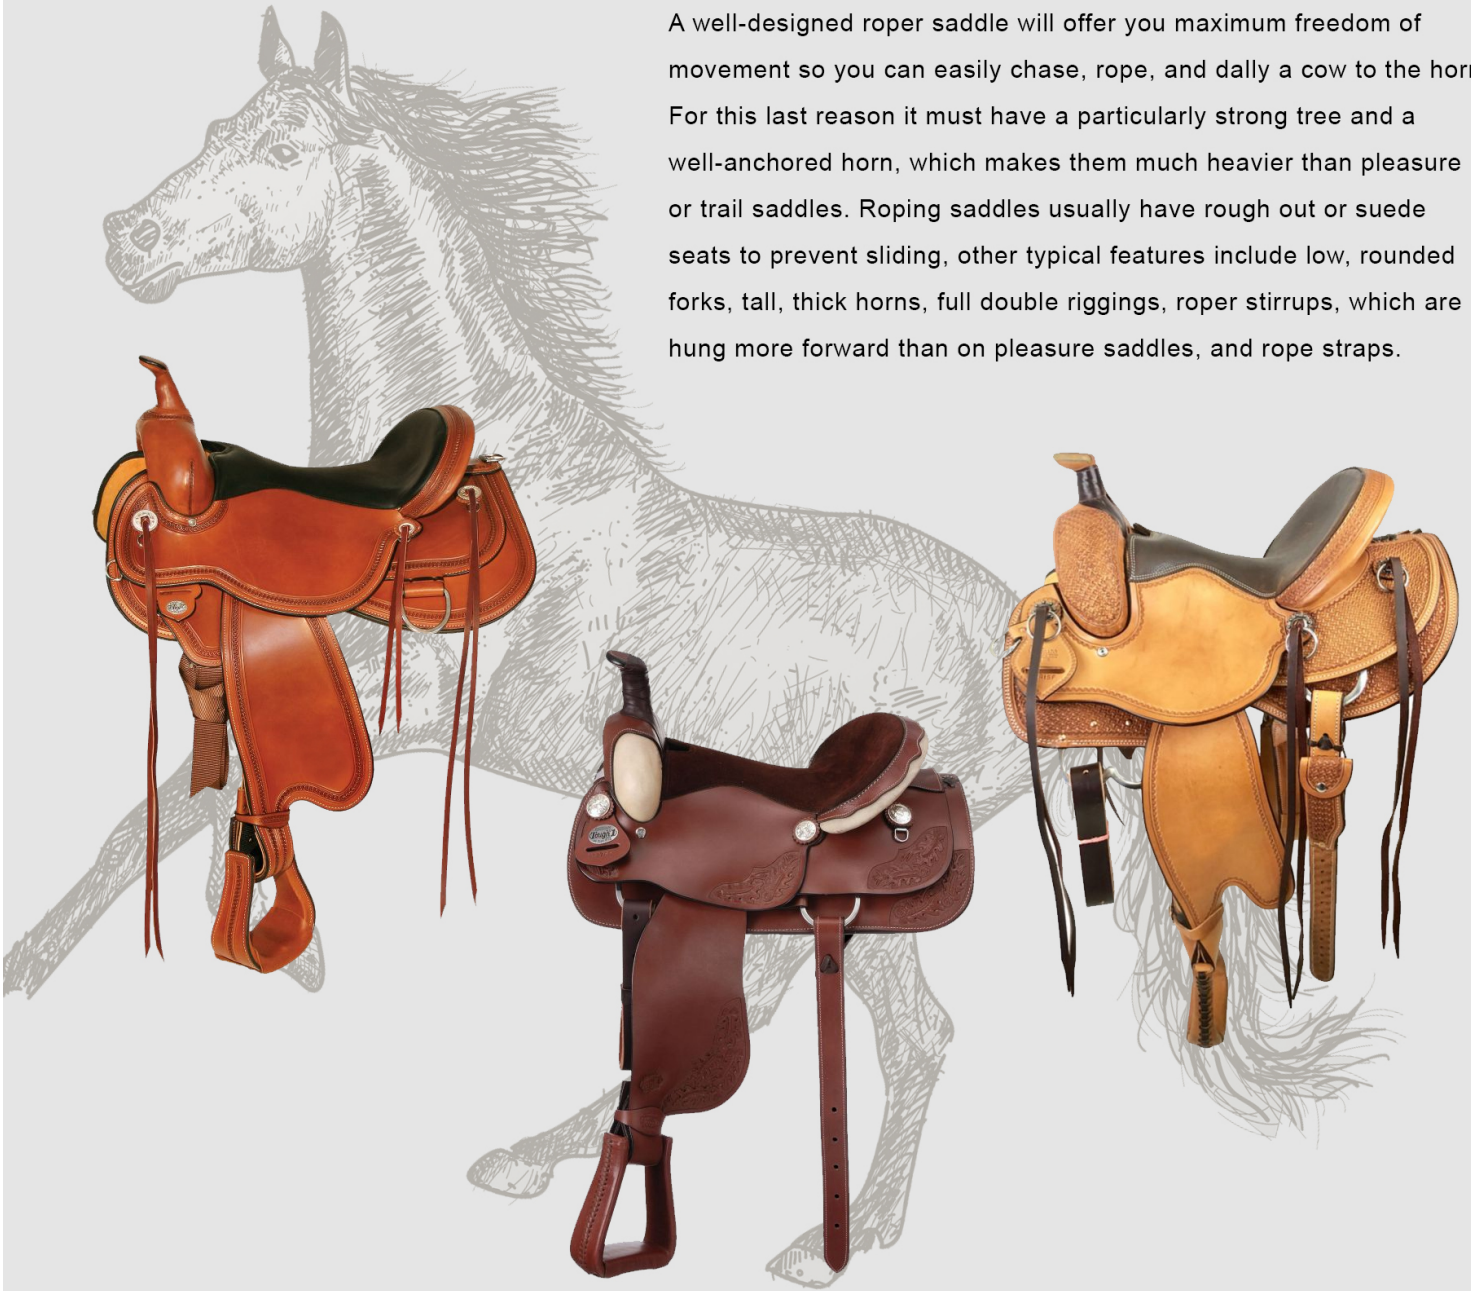 A well-designed roper saddle will offer you maximum freedom of
movement so you can easily chase, rope, and dally a cow to the horn
For this last reason it must have a particularly strong tree and a
well-anchored horn, which makes them much heavier than pleasure
or trail saddles. Roping saddles usually have rough out or suede
seats to prevent sliding, other typical features include low, rounded
forks, tall, thick horns, full double riggings, roper stirrups, which are
hung more forward than on pleasure saddles, and rope straps.